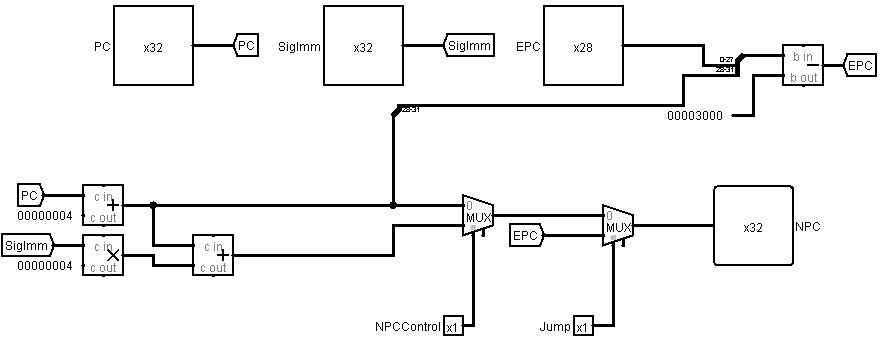 PC x32 PC SigImm x32 SigImm EPC x28 0-27 28-31 b in b out − EPC
28-31 00003000
PC c in + c out
00000004
SigImm c in × c out
00000004
c in + c out
0 MUX
EPC 0 MUX
x32 NPC
NPCControl x1 Jump x1